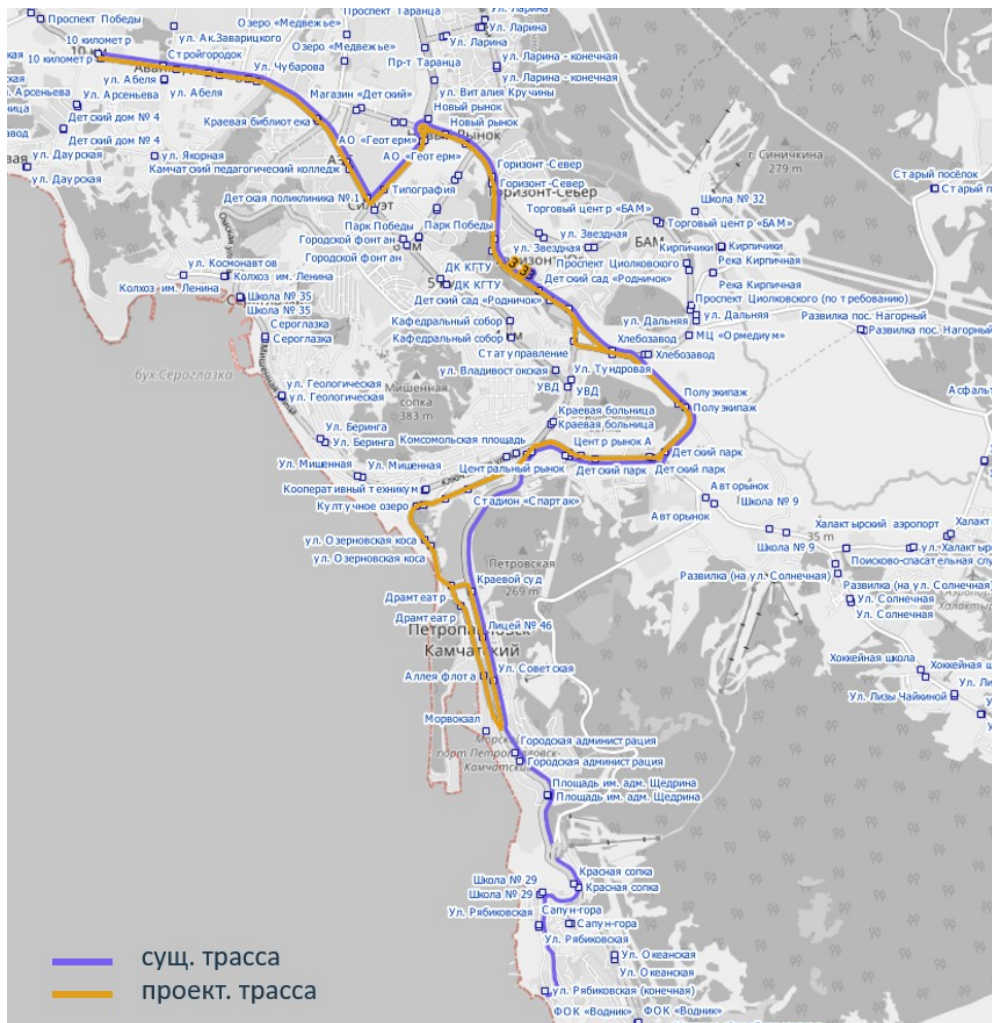 Проспект Победы
Проспект Таранца
Ул. Ларина
Озеро «Медвежье»
ул. Ак.Заварицкого
10 километр
10 км
Стройгородок
Озеро «Медвежье»
Ул. Ларина
10 километр
Пр-т Таранца
Ул. Ларина - конечная
ул. Абеля
Ул. Чубарова
Ул. Ларина - конечная
ул. Арсеньева
Ул. Арсеньева
ул. Абеля
Магазин «Детский»
ул. Виталия Кручины
Новый рынок
Детский дом № 4
Краевая библиотека
Новый Рынок
АО «Геотерм»
Детский дом № 4
ул. Даурская
ул. Якорная
АЗС
АО «Геотерм»
Горизонт-Север
г. Синичкина
279 m
ул. Даурская
Камчатский педагогический колледж
Горизонт-Север
Старый посёлок
Типография
Горизонт-Север
Детская поликлиника № 1
Силуэт
Торговый центр «БАМ»
Школа № 32
Парк Победы
Парк Победы
Торговый центр «БАМ»
Городской фонтан
ул. Звездная
БАМ
Кирпичики
Городской фонтан
ул. Звездная
Кирпичики
ул. Космонавтов
ДК КГТУ
Проспект Циолковского
Река Кирпичная
3,33
Колхоз им. Ленина
Детский сад «Родничок»
Река Кирпичная
Колхоз им. Ленина
ДК КГТУ
Школа № 35
Детский сад «Родничок»
Проспект Циолковского (по требованию)
Школа № 35
Кафедральный собор
ул. Дальняя
ул. Дальняя
Развилка пос. Нагорный
Сероглазка
Кафедральный собор
Хлебозавод
МЦ «Ормедиум»
Развилка пос. Нагорный
Сероглазка
Статуправление
Хлебозавод
Мишенная улица
ул. Владивостокская
Ул. Тундровая
бух Сероглазка
Мишенная
сопка
383 m
УВД
УВД
ул. Геологическая
ул. Геологическая
Полуэкипаж
Полуэкипаж
Краевая больница
Краевая больница
Ул. Беринга
Ул. Беринга
Комсомольская площадь
Центр рынок А
Детский парк
Ул. Мишенная
Ул. Мишенная
Центральный рынок
Детский парк
Детский парк
Кооперативный техникум
Авторынок
Култучное озеро
Стадион «Спартак»
Школа № 9
Авторынок
Халактырский аэропорт
ул. Озерновская коса
35 m
Школа № 9
ул. Озерновская коса
Петровская
269 m
Краевой суд
Развилка (на ул. Солнечная)
Развилка (на ул. Солнечная)
Драмтеатр
Ул. Солнечная
Драмтеатр
Лицей № 46
Ул. Солнечная
Петропавловск-
Камчатский
Хоккейная школа
Аллея флота
Ул. Советская
Ул. Лизы Чайкиной
Морвокзал
Морской
порт Петропавловск-
Камчатский
Городская администрация
Городская администрация
Площадь им. адм. Щедрина
Площадь им. адм. Щедрина
Школа № 29
Красная сопка
Школа № 29
Красная сопка
Ул. Рябиковская
Сапун-гора
Сапун-гора
Ул. Рябиковская
Ул. Океанская
сущ. трасса
Ул. Океанская
проект. трасса
ул. Рябиковская (конечная)
ФОК «Водник»
ФОК «Водник»